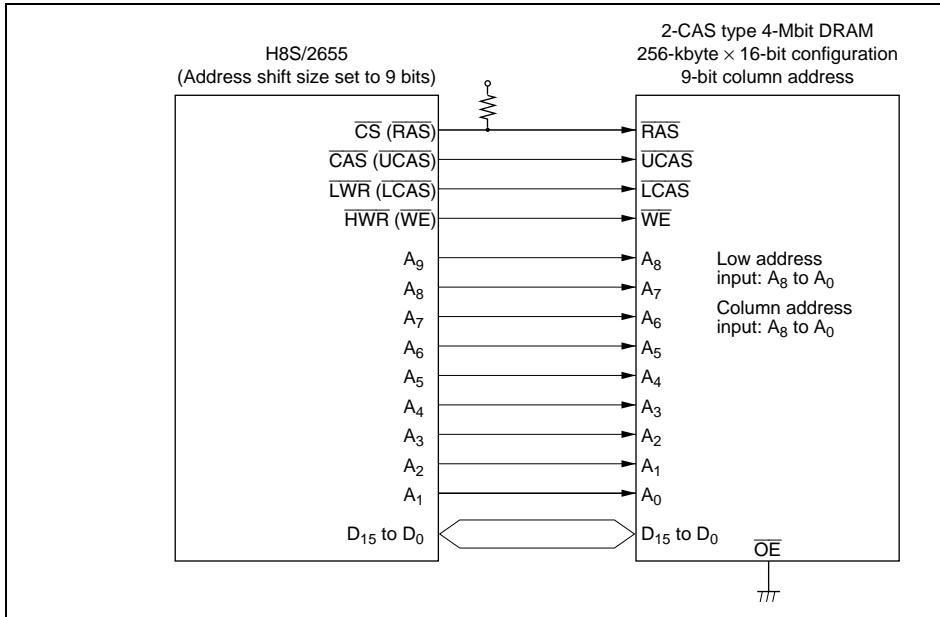 2-CAS type 4-Mbit DRAM
H8S/2655
256-kbyte × 16-bit configuration
(Address shift size set to 9 bits)
9-bit column address
CS (RAS)
RAS
CAS (UCAS)
UCAS
LWR (LCAS)
LCAS
HWR (WE)
WE
A9
A8
Low address
input: A8 to A0
A8
A7
Column address
input: A8 to A0
A7
A6
A6
A5
A5
A4
A4
A3
A3
A2
A2
A1
A1
A0
D15 to D0
D15 to D0
OE